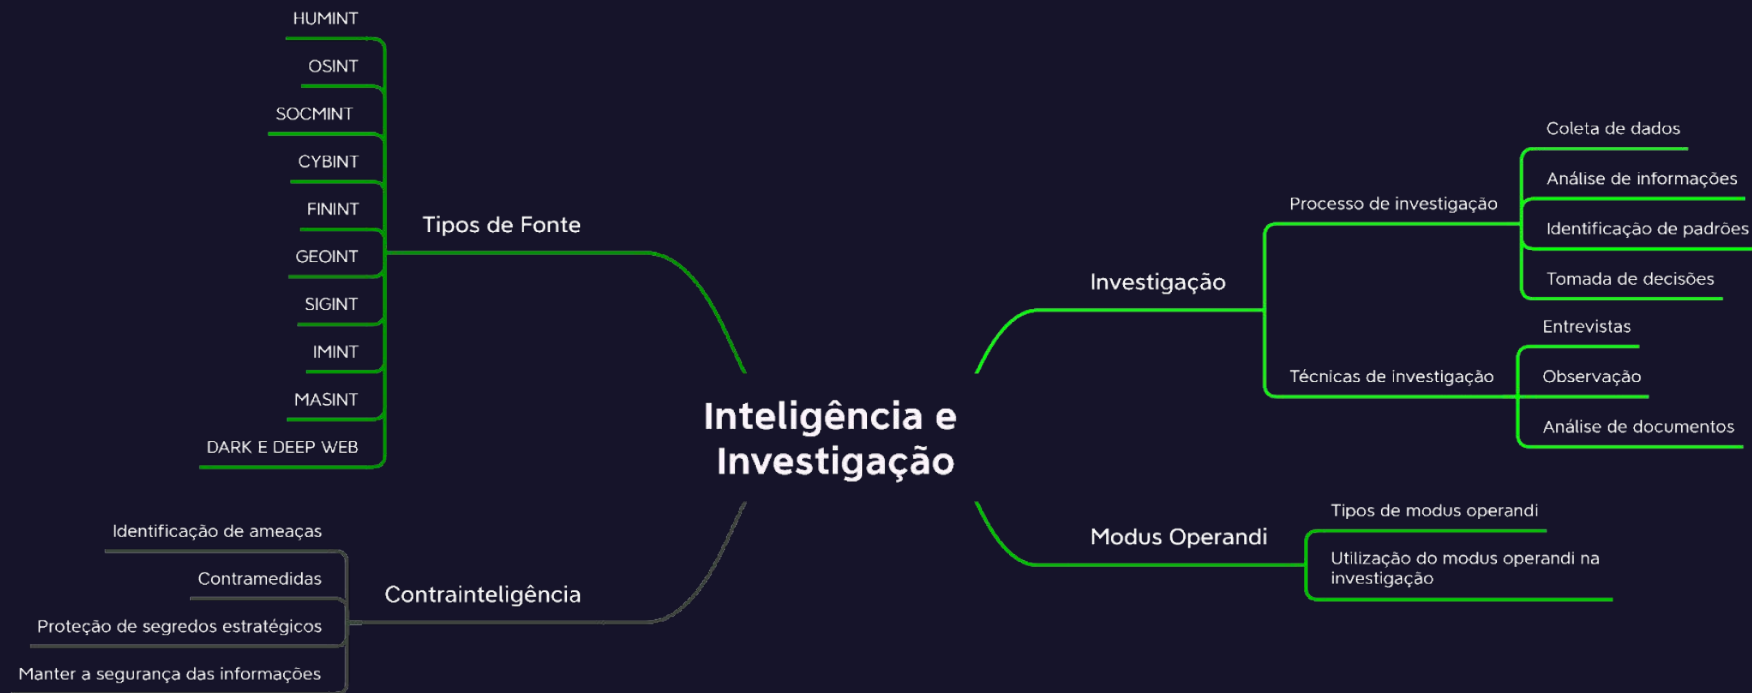 HUMINT
OSINT
SOCMINT
CYBINT
FININT
GEOINT
SIGINT
IMINT
MASINT
DARK E DEEP WEB
Tipos de Fonte
Identificação de ameaças
Contramedidas
Proteção de segredos estratégicos
Manter a segurança das informações
Contrainteligência
Inteligência e
Investigação
Investigação
Processo de investigação
Coleta de dados
Análise de informações
Identificação de padrões
Tomada de decisões
Técnicas de investigação
Entrevistas
Observação
Análise de documentos
Modus Operandi
Tipos de modus operandi
Utilização do modus operandi na
investigação